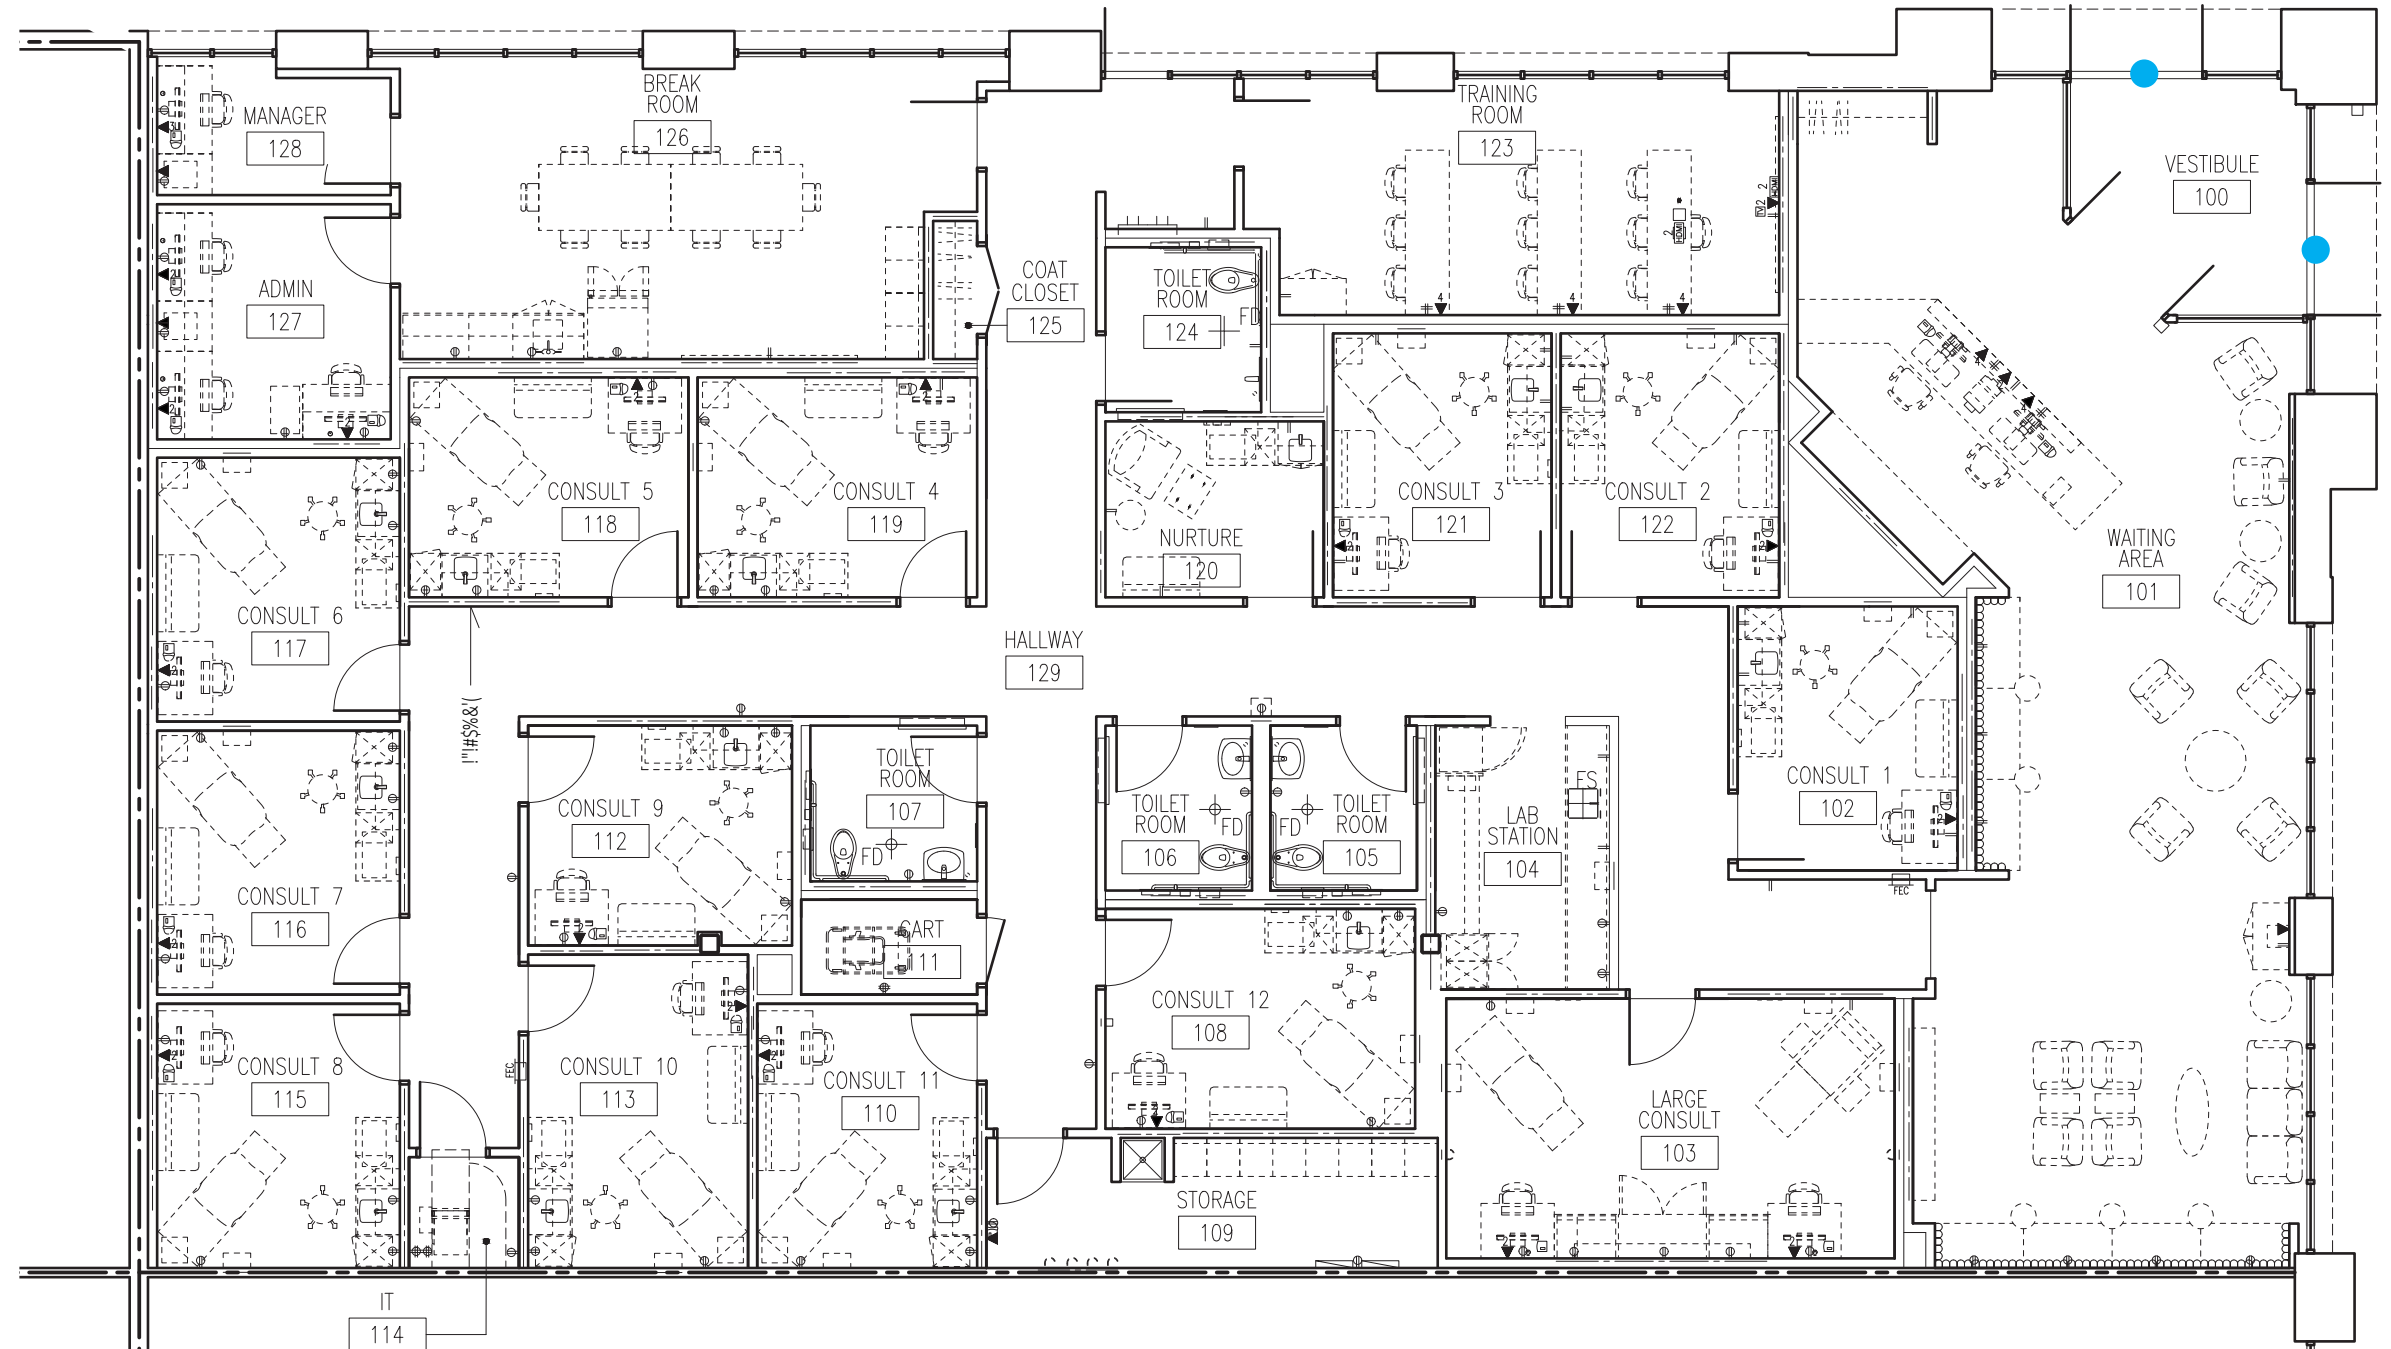 MANAGER
128
BREAK
ROOM
126
TRAINING
ROOM
123
VESTIBULE
100
ADMIN
127
COAT
CLOSET
125
TOILET
ROOM
124
FD
CONSULT 5
118
CONSULT 4
119
NURTURE
120
CONSULT 3
121
CONSULT 2
122
WAITING
AREA
101
CONSULT 6
117
HALLWAY
129
CONSULT 1
102
FEC
CONSULT 9
112
TOILET
ROOM
107
FD
TOILET
ROOM
106
FD
TOILET
ROOM
105
FD
LAB
STATION
104
FS
CONSULT 7
116
CART
111
CONSULT 12
108
CONSULT 8
115
FEC
CONSULT 10
113
CONSULT 11
110
LARGE
CONSULT
103
STORAGE
109
IT
114